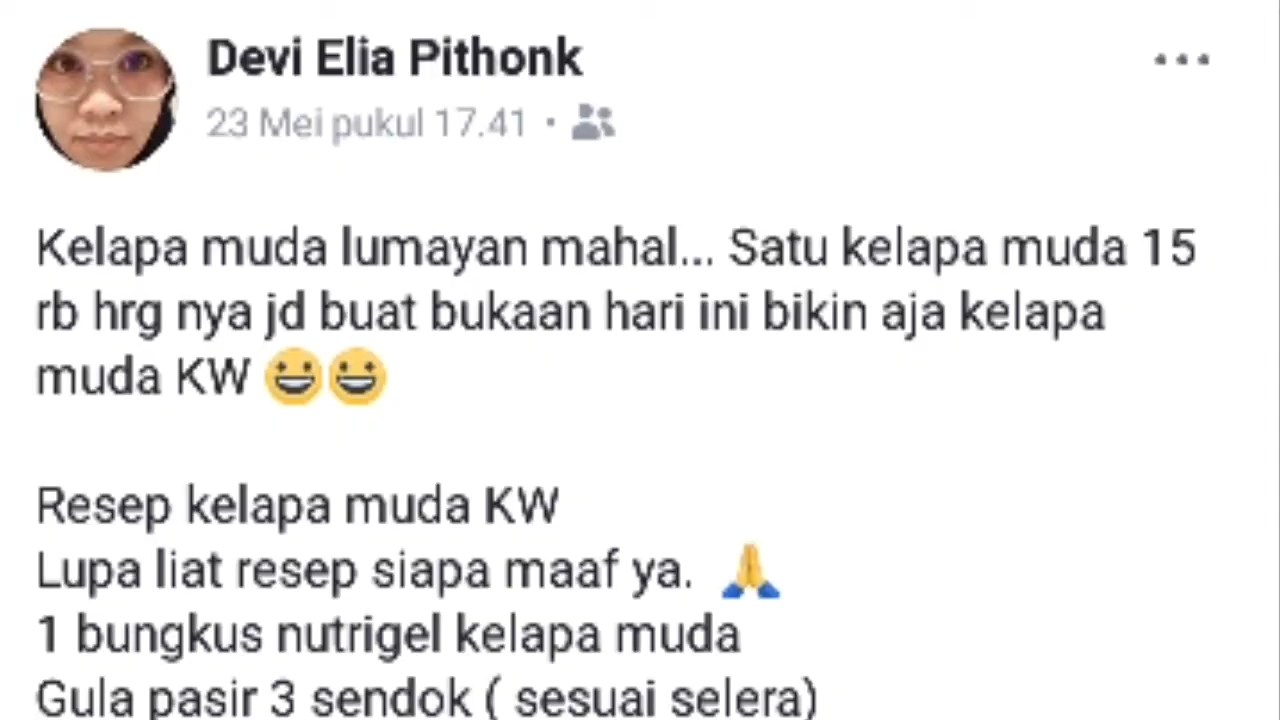 Devi Elia Pithonk
23 Mei pukul 17.41 •
Kelapa muda lumayan mahal... Satu kelapa muda 15
rb hrg nya jd buat bukaan hari ini bikin aja kelapa
muda KW 😀😀
Resep kelapa muda KW
Lupa liat resep siapa maaf ya. 🙏
1 bungkus nutrigel kelapa muda
Gula pasir 3 sendok ( sesuai selera)